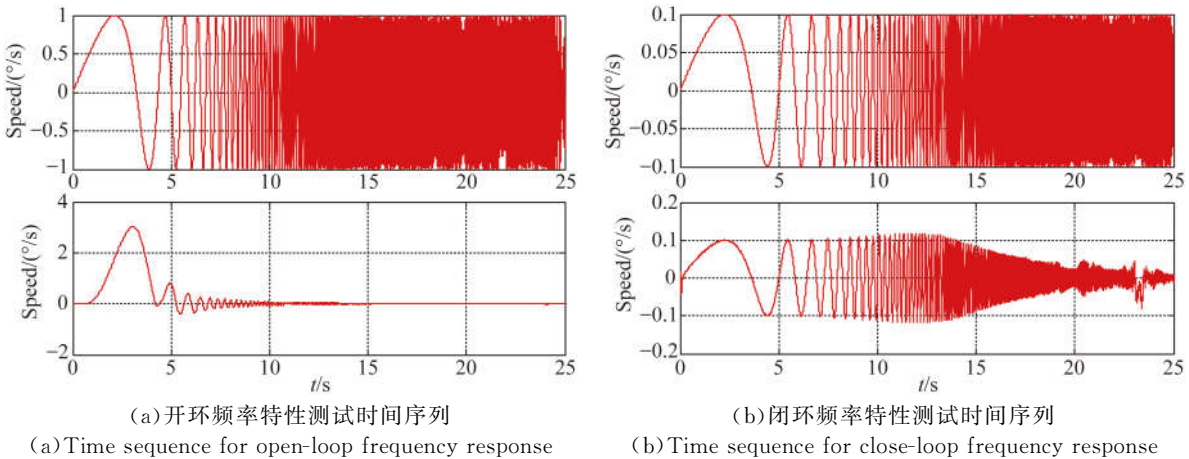 Speed/(°/s)
1
0.5
0
−0.5
−1
0 5 10 15 20 25
Speed/(°/s)
4
2
0
−2
0 5 10 15 20 25
t/s
(a)开环频率特性测试时间序列
(a)Time sequence for open-loop frequency response
Speed/(°/s)
0.1
0.05
0
−0.05
−0.1
0 5 10 15 20 25
Speed/(°/s)
0.2
0.1
0
−0.1
0.2
0 5 10 15 20 25
t/s
(b)闭环频率特性测试时间序列
(b)Time sequence for close-loop frequency response